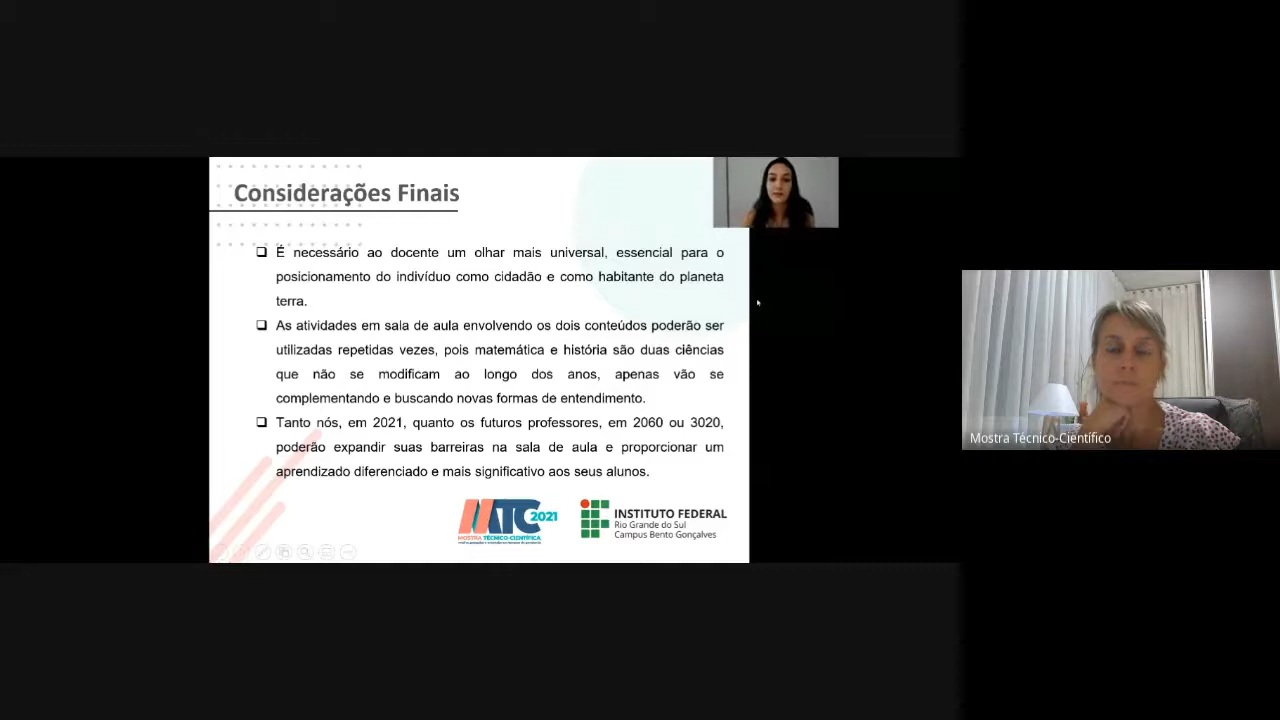 Considerações Finais
É necessário ao docente um olhar mais universal, essencial para o
posicionamento do indivíduo como cidadão e como habitante do planeta
terra.
As atividades em sala de aula envolvendo os dois conteúdos poderão ser
utilizadas repetidas vezes, pois matemática e história são duas ciências
que não se modificam ao longo dos anos, apenas vão se
complementando e buscando novas formas de entendimento.
Tanto nós, em 2021, quanto os futuros professores, em 2060 ou 3020,
poderão expandir suas barreiras na sala de aula e proporcionar um
aprendizado diferenciado e mais significativo aos seus alunos.
MTC 2021
MOSTRA TÉCNICO-CIENTÍFICA
INSTITUTO FEDERAL
Rio Grande do Sul
Campus Bento Gonçalves
Mostra Técnico-Científico